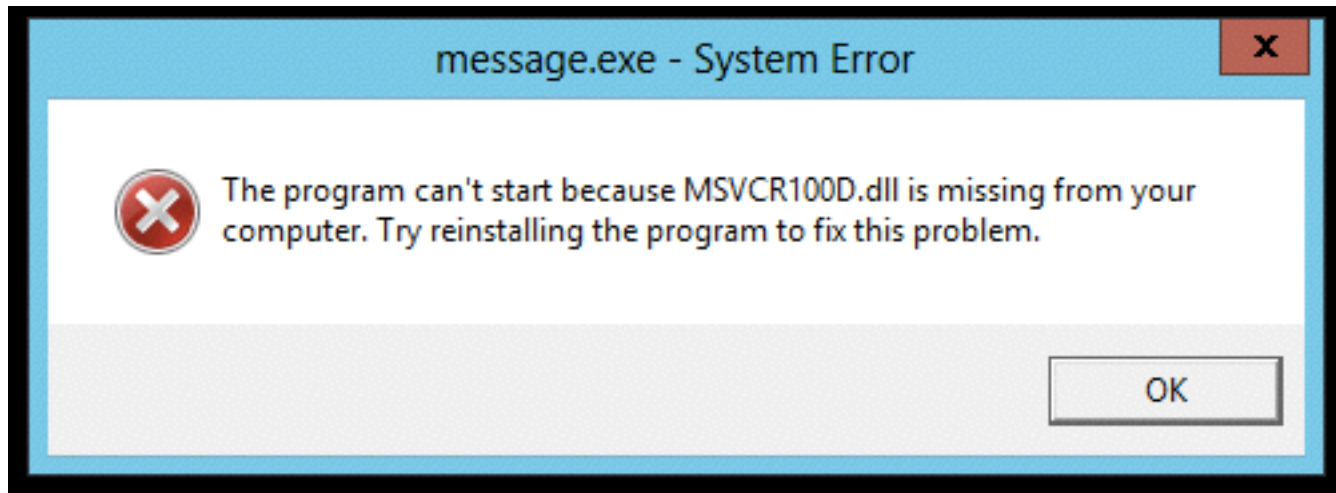 message.exe - System Error
x
The program can't start because MSVCR100D.dll is missing from your
computer. Try reinstalling the program to fix this problem.
OK